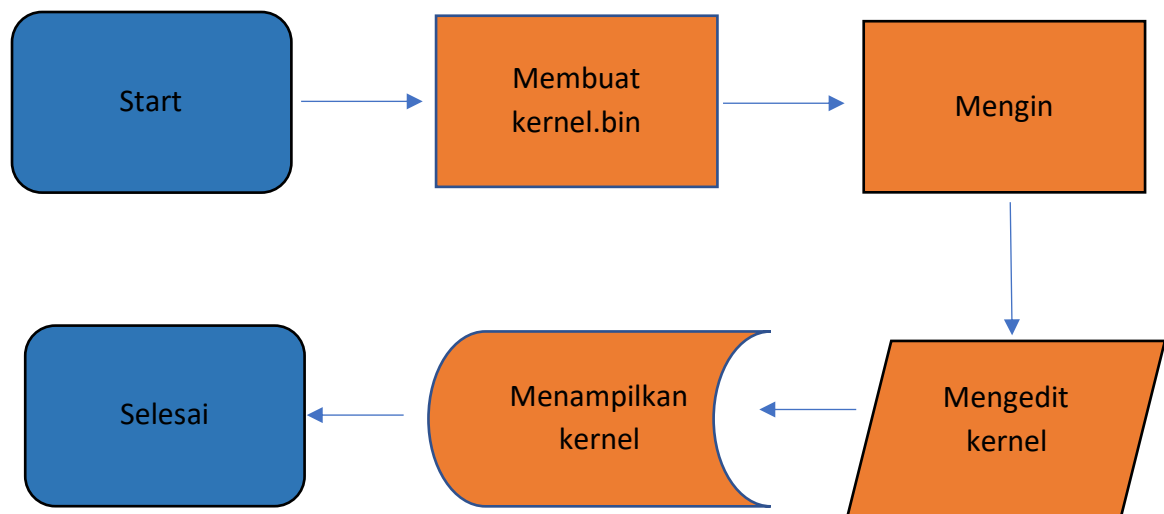 Start
Membuat
kernel.bin
Mengin
Mengedit
kernel
Menampilkan
kernel
Selesai